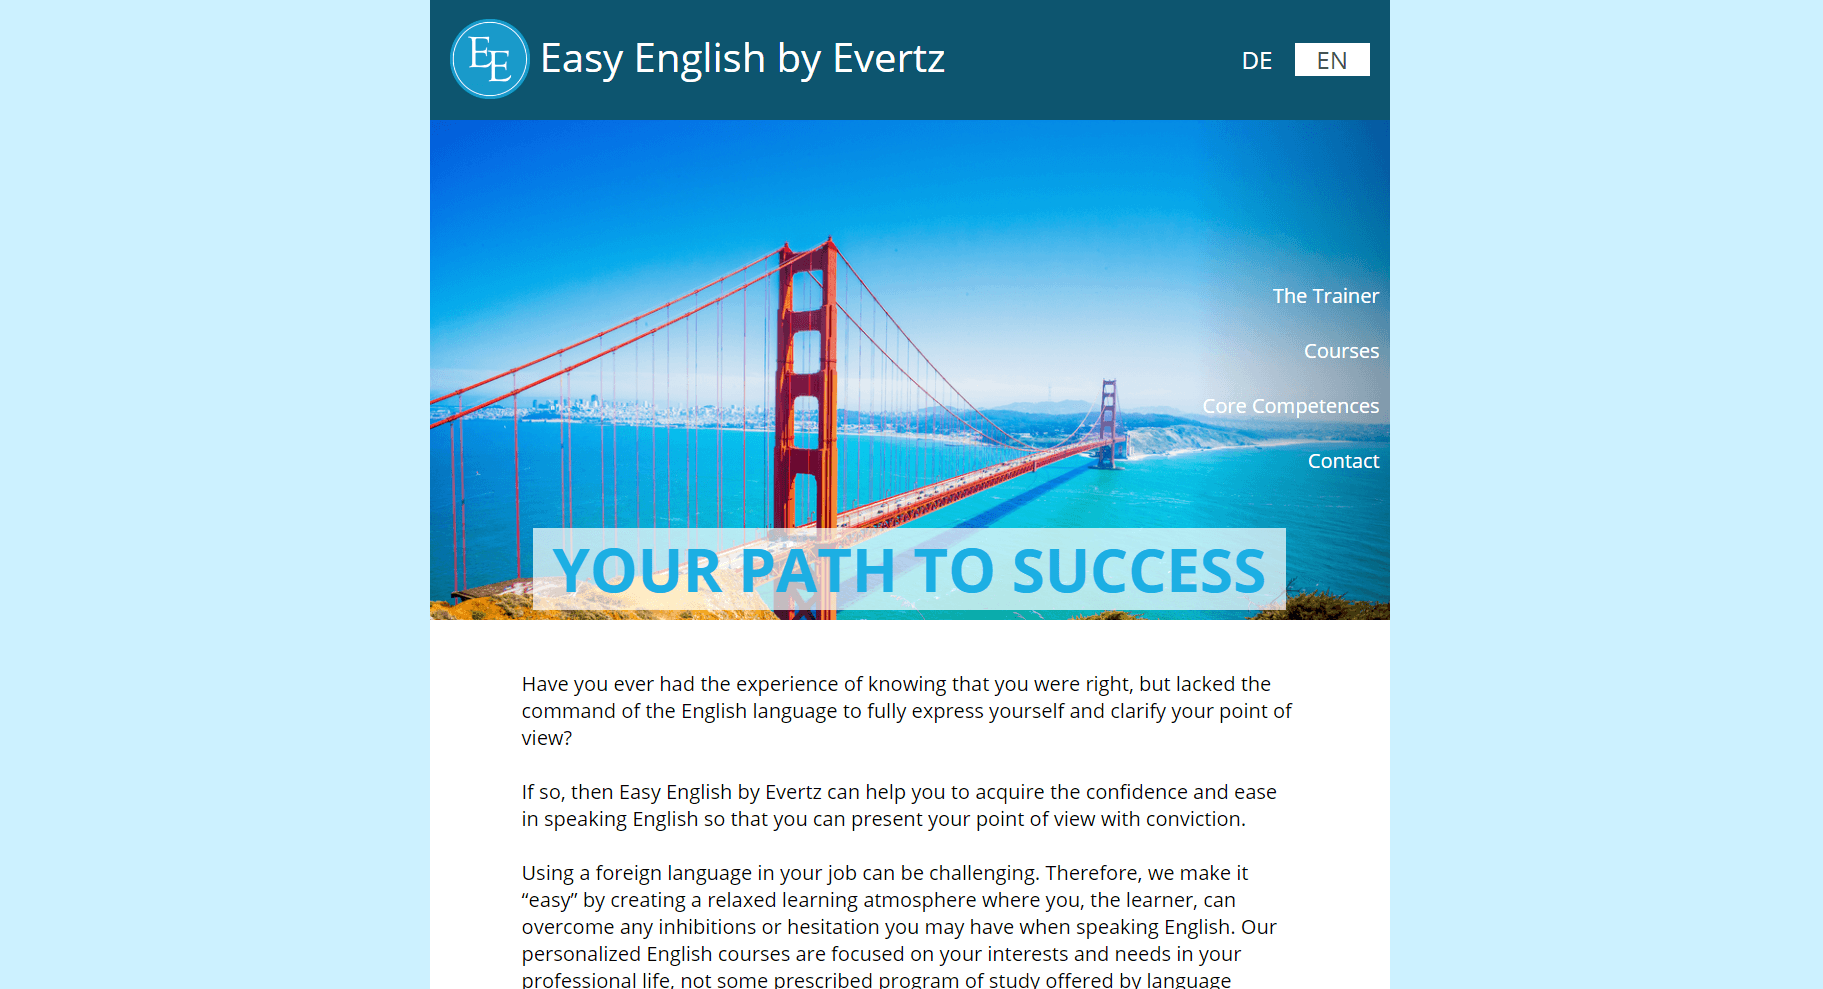 EE
Easy English by Evertz
DE
EN
The Trainer
Courses
Core Competences
Contact
YOUR PATH TO SUCCESS
Have you ever had the experience of knowing that you were right, but lacked the
command of the English language to fully express yourself and clarify your point of
view?
If so, then Easy English by Evertz can help you to acquire the confidence and ease
in speaking English so that you can present your point of view with conviction.
Using a foreign language in your job can be challenging. Therefore, we make it
“easy” by creating a relaxed learning atmosphere where you, the learner, can
overcome any inhibitions or hesitation you may have when speaking English. Our
personalized English courses are focused on your interests and needs in your
professional life, not some prescribed program of study offered by language